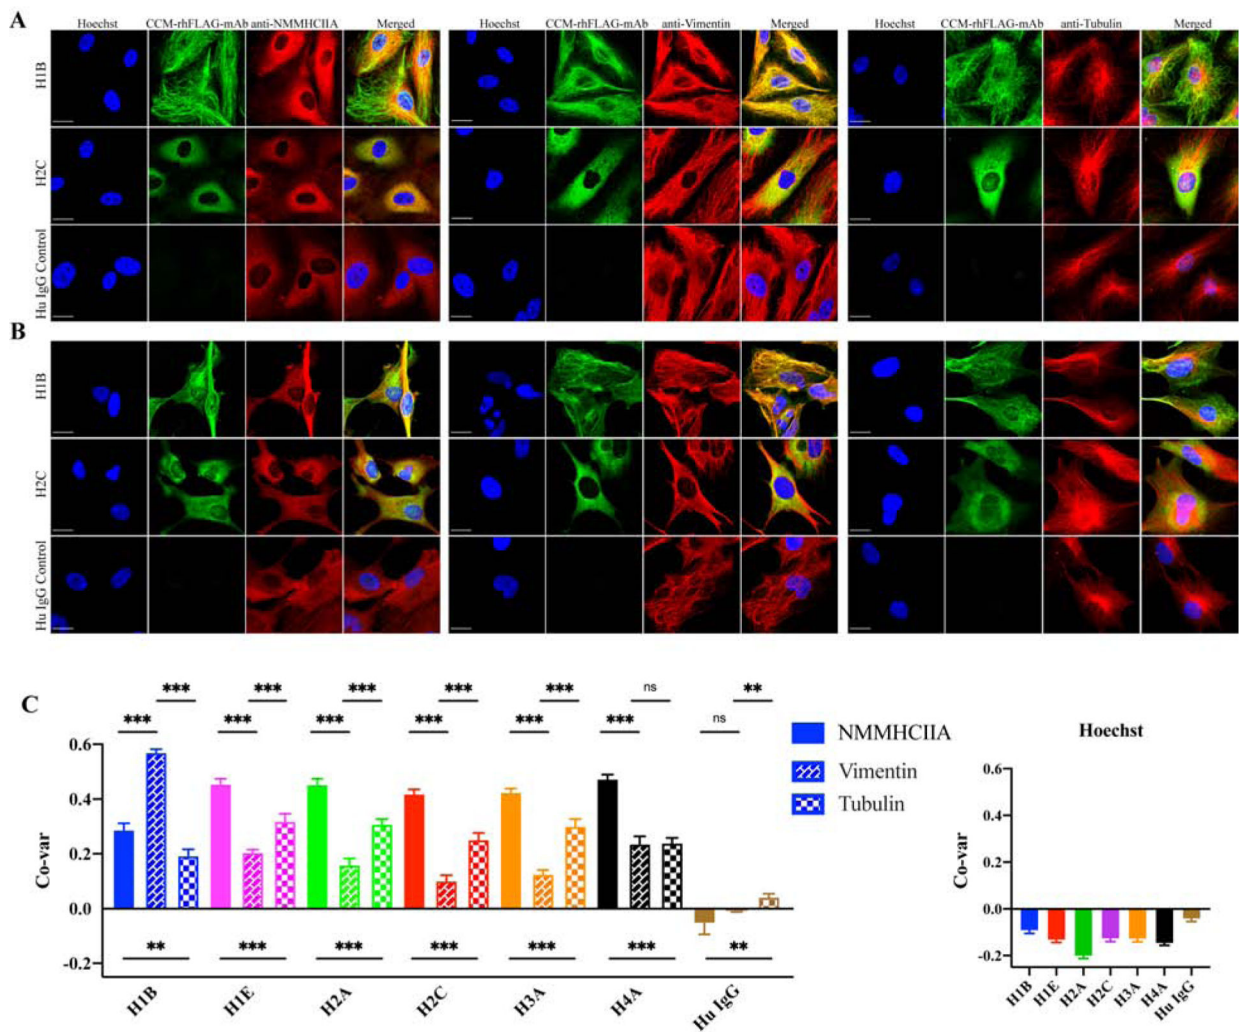 A
Hoechst CCM-rhFLAG-mAb anti-NMMHCIIA Merged Hoechst CCM-rhFLAG-mAb anti-Vimentin Merged Hoechst CCM-rhFLAG-mAb anti-Tubulin Merged
H1B
H2C
Hu IgG Control
B
H1B
H2C
Hu IgG Control
C
*** *** *** *** *** ns **
*** *** *** *** *** *** ns
NMMHCIIA
Vimentin
Tubulin
Co-var
0.6
0.4
0.2
0.0
-0.2
** *** *** *** *** *** **
H1B H1E H2A H2C H3A H4A Hu IgG
Hoechst
Co-var
0.6
0.4
0.2
0.0
-0.2
H1B H1E H2A H2C H3A H4A Hu IgG